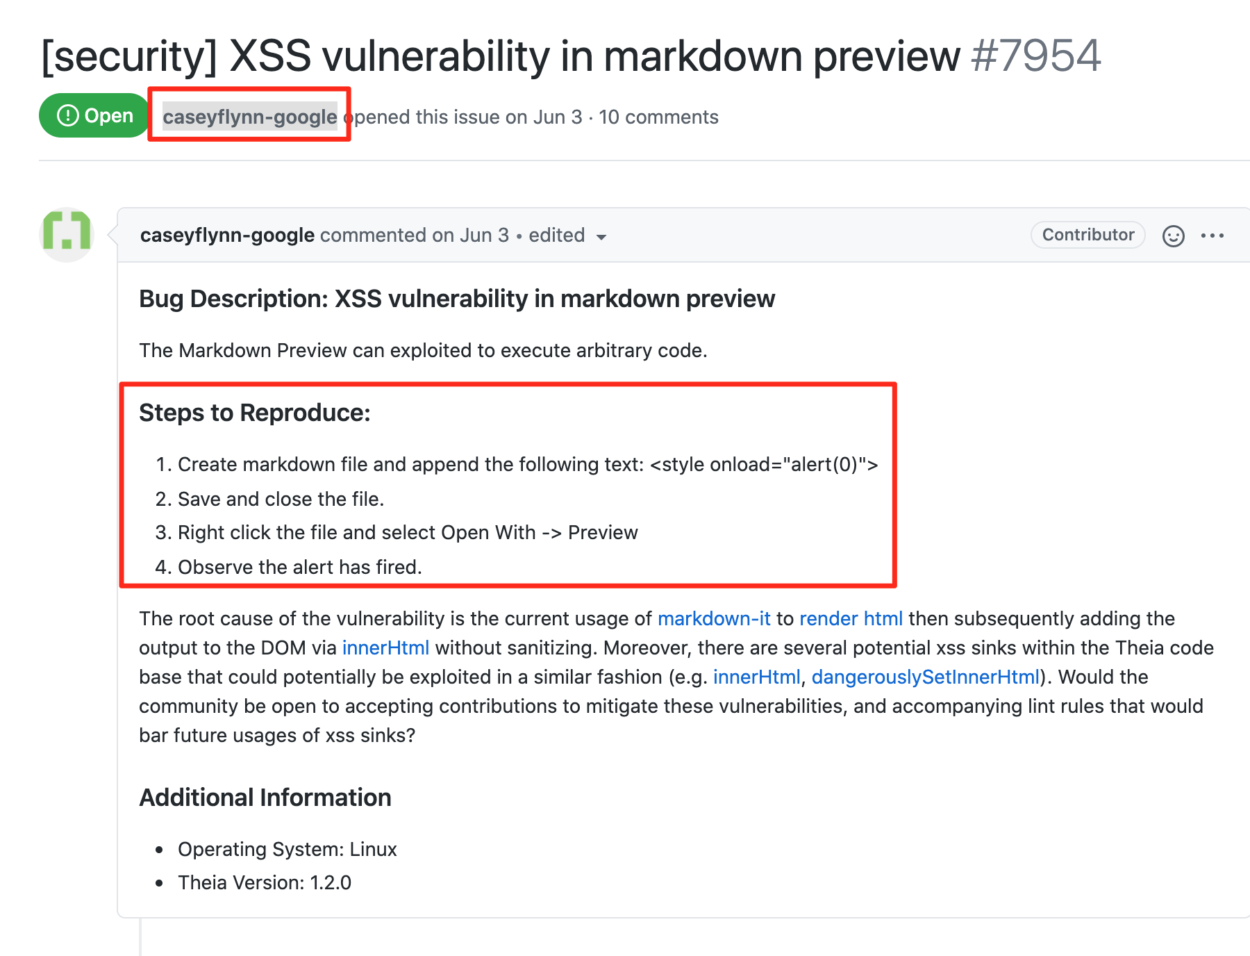 [security] XSS vulnerability in markdown preview #7954
Open caseyflynn-google opened this issue on Jun 3 · 10 comments
caseyflynn-google commented on Jun 3 • edited
Contributor
Bug Description: XSS vulnerability in markdown preview
The Markdown Preview can exploited to execute arbitrary code.
Steps to Reproduce:
1. Create markdown file and append the following text: <style onload="alert(0)">
2. Save and close the file.
3. Right click the file and select Open With -> Preview
4. Observe the alert has fired.
The root cause of the vulnerability is the current usage of markdown-it to render html then subsequently adding the
output to the DOM via innerHtml without sanitizing. Moreover, there are several potential xss sinks within the Theia code
base that could potentially be exploited in a similar fashion (e.g. innerHtml, dangerouslySetInnerHtml). Would the
community be open to accepting contributions to mitigate these vulnerabilities, and accompanying lint rules that would
bar future usages of xss sinks?
Additional Information
• Operating System: Linux
• Theia Version: 1.2.0